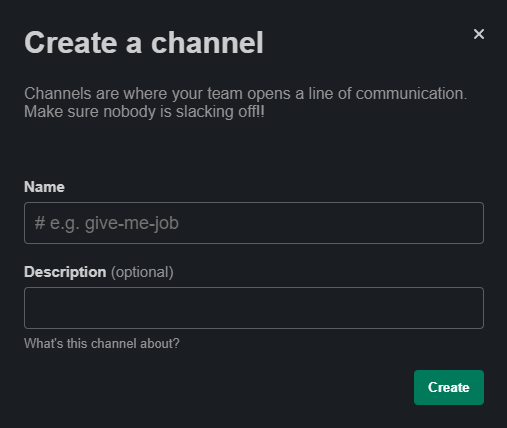 Create a channel
Channels are where your team opens a line of communication.
Make sure nobody is slacking off!!
Name
# e.g. give-me-job
Description (optional)
What's this channel about?
Create